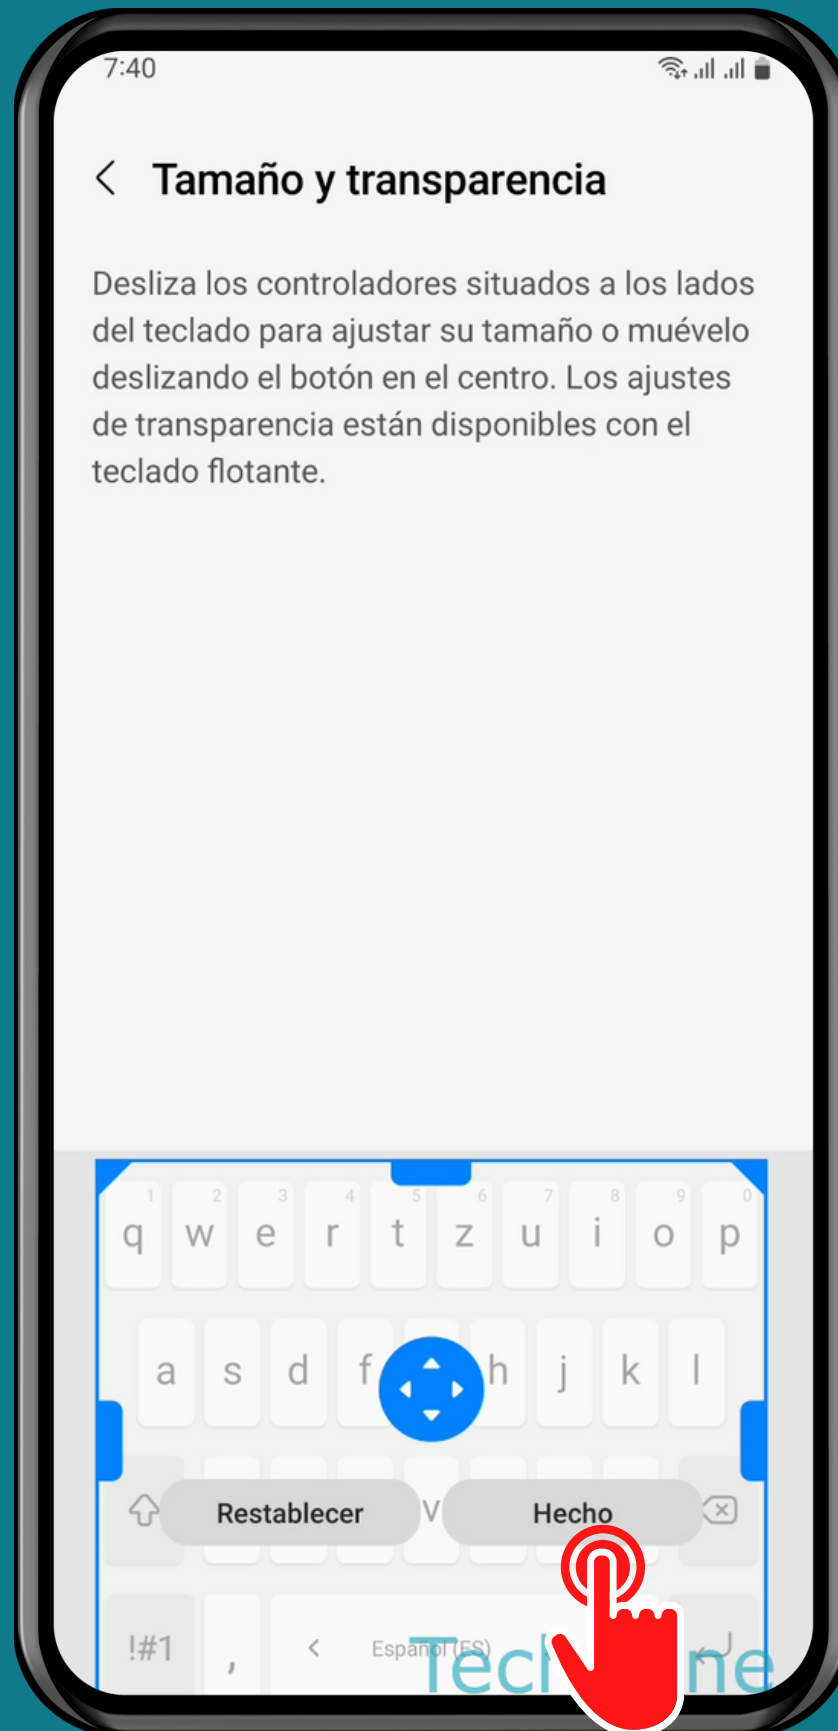 7:40
Tamaño y transparencia
Desliza los controladores situados a los lados
del teclado para ajustar su tamaño o muévelo
deslizando el botón en el centro. Los ajustes
de transparencia están disponibles con el
teclado flotante.
1 2 3 4 5 6 7 8 9 0
q w e r t z u i o p
a s d f h j k l
Restablecer V Hecho
!#1 , < Español (ES)